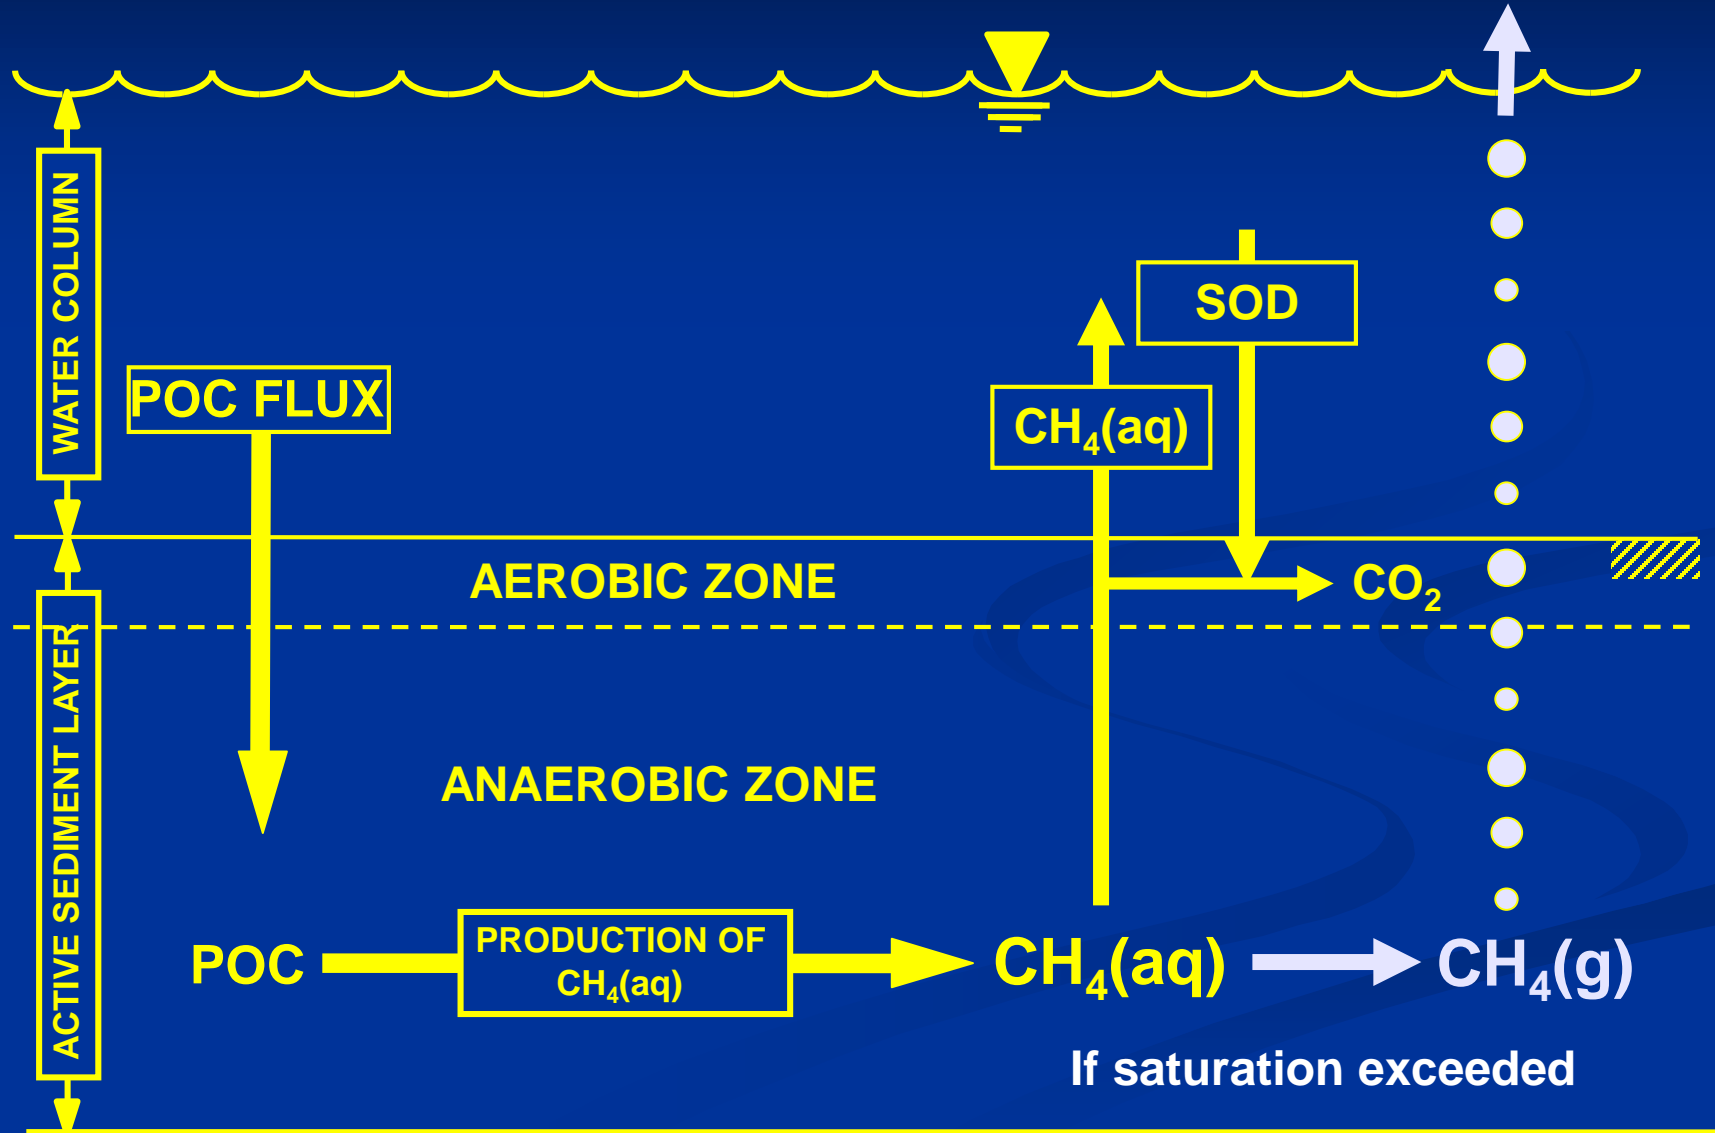 WATER COLUMN
SOD
POC FLUX
CH₄(aq)
AEROBIC ZONE
CO₂
ACTIVE SEDIMENT LAYER
ANAEROBIC ZONE
POC
PRODUCTION OF
CH₄(aq)
CH₄(aq)
CH₄(g)
If saturation exceeded